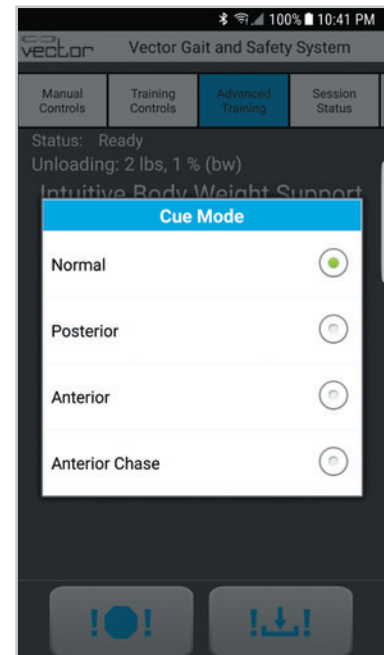 100% 10:41 PM
vector Vector Gait and Safety System
Manual Controls
Training Controls
Advanced Training
Session Status
Status: Ready
Unloading: 2 lbs, 1 % (bw)
Intuitive Body Weight Support
Cue Mode
Normal
Posterior
Anterior
Anterior Chase
! !
! !